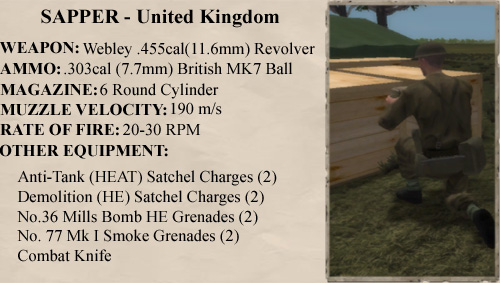 SAPPER - United Kingdom
WEAPON: Webley .455cal(11.6mm) Revolver
AMMO: .303cal (7.7mm) British MK7 Ball
MAGAZINE: 6 Round Cylinder
MUZZLE VELOCITY: 190 m/s
RATE OF FIRE: 20-30 RPM
OTHER EQUIPMENT:
Anti-Tank (HEAT) Satchel Charges (2)
Demolition (HE) Satchel Charges (2)
No.36 Mills Bomb HE Grenades (2)
No. 77 Mk I Smoke Grenades (2)
Combat Knife